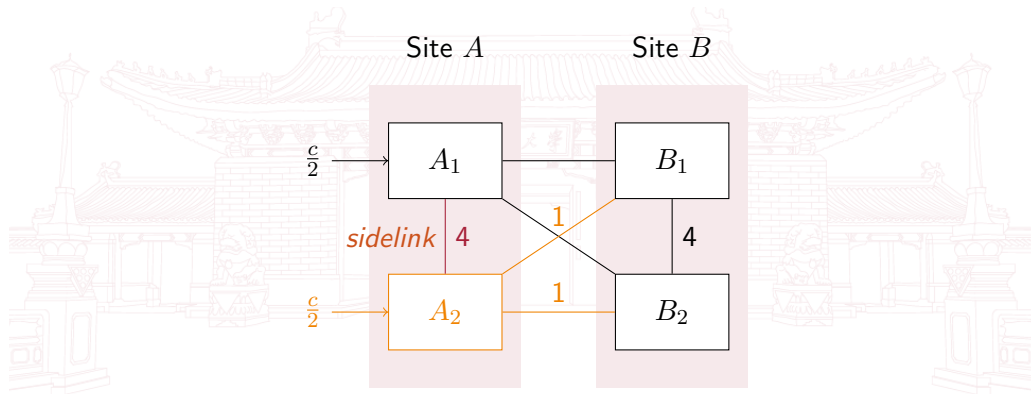 Site A Site B
c/2 A₁ B₁
1
sidelink 4 4
1
c/2 A₂ B₂